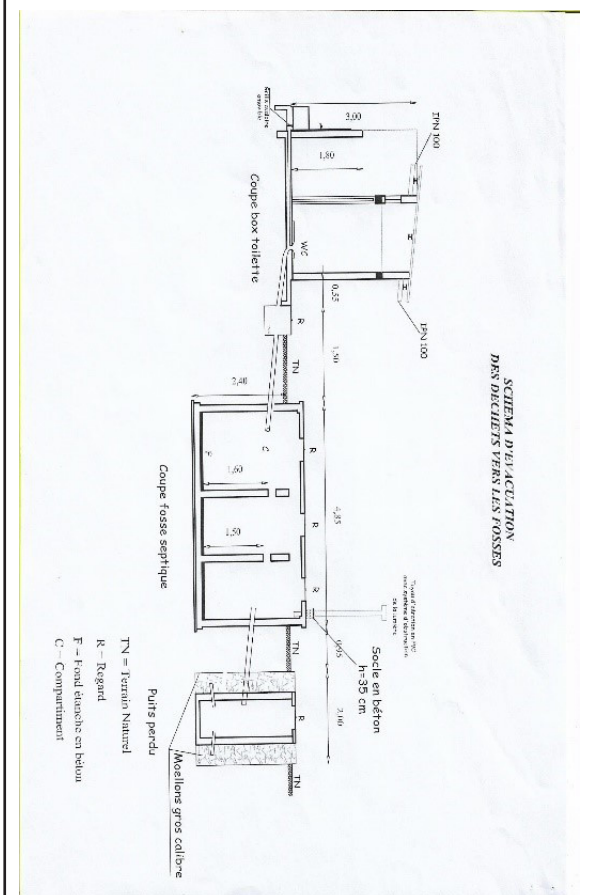 SCHEMA D'EVACUATION
DES DECHETS VERS LES FOSSES
IPN 100
IPN 100
3,00
1,80
WC
Coupe box toilette
0,55
1,50
4,85
0,95
2,00
R
TN
R
R
R
TN
R
TN
2,40
C
F
1,60
1,50
Coupe fosse septique
Socle en béton
h=35 cm
Puits perdu
Moellons gros calibre
TN = Terrain Naturel
R – Regard
F = Fond étanche en béton
C – Compartiment